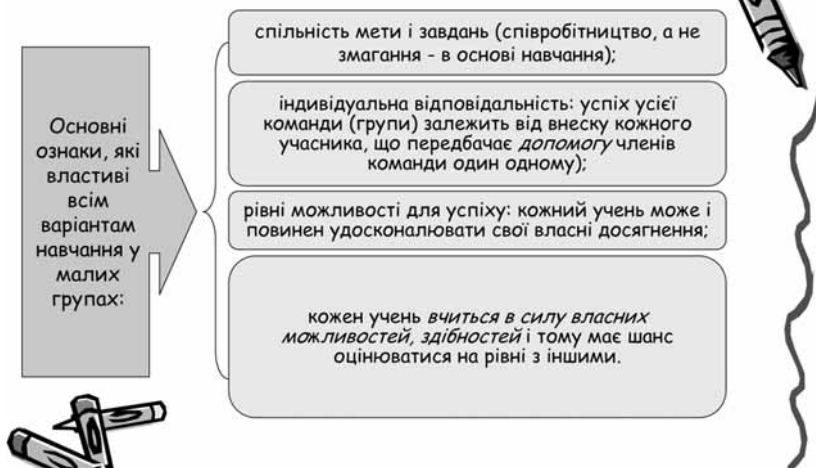 Основні
ознаки, які
властиві
всім
варіантам
навчання у
малих
групах:
спільність мети і завдань (співробітництво, а не
змагання - в основі навчання);
індивідуальна відповідальність: успіх усієї
команди (групи) залежить від внеску кожного
учасника, що передбачає допомогу членів
команди один одному);
рівні можливості для успіху: кожний учень може і
повинен удосконалювати свої власні досягнення;
кожен учень вчиться в силу власних
можливостей, здібностей і тому має шанс
оцінюватися на рівні з іншими.